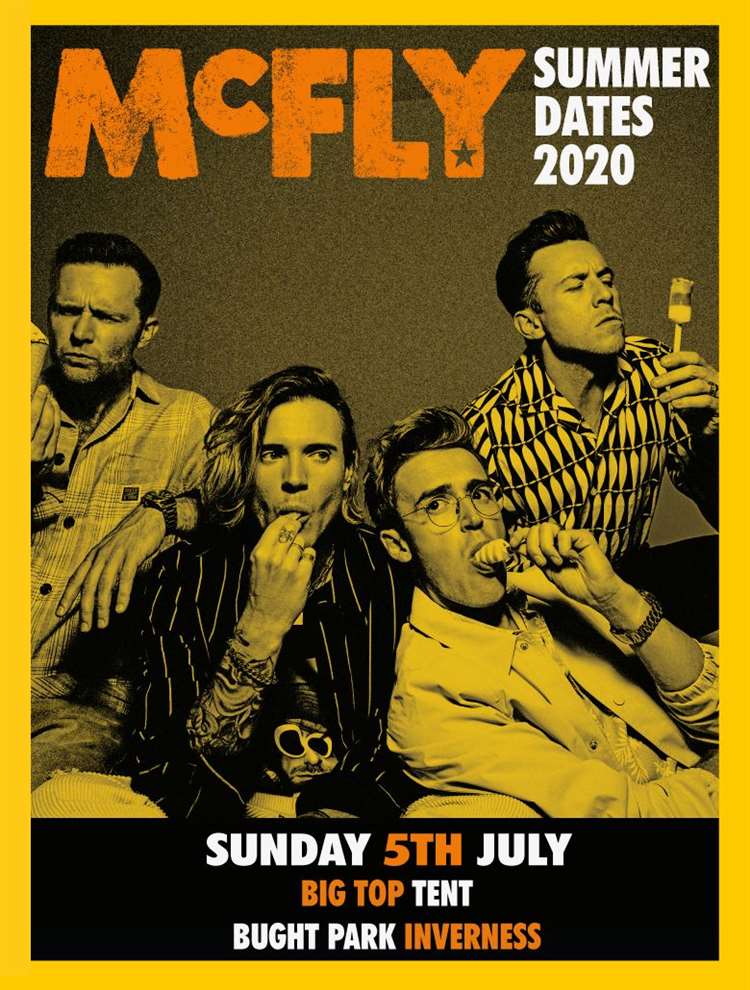 McFLY
SUMMER
DATES
2020
SUNDAY 5TH JULY
BIG TOP TENT
BUGHT PARK INVERNESS